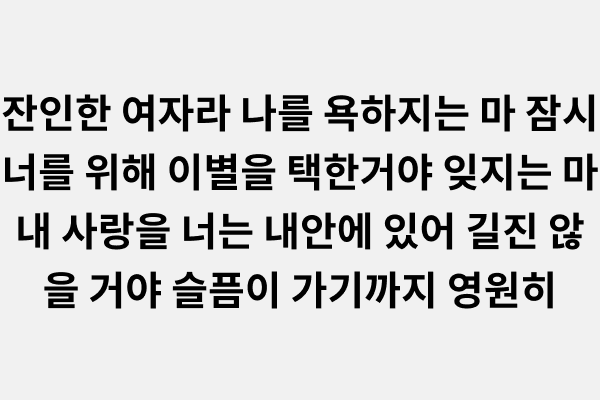 잔인한 여자라 나를 욕하지는 마 잠시
너를 위해 이별을 택한거야 잊지는 마
내 사랑을 너는 내안에 있어 길진 않
을 거야 슬픔이 가기까지 영원히